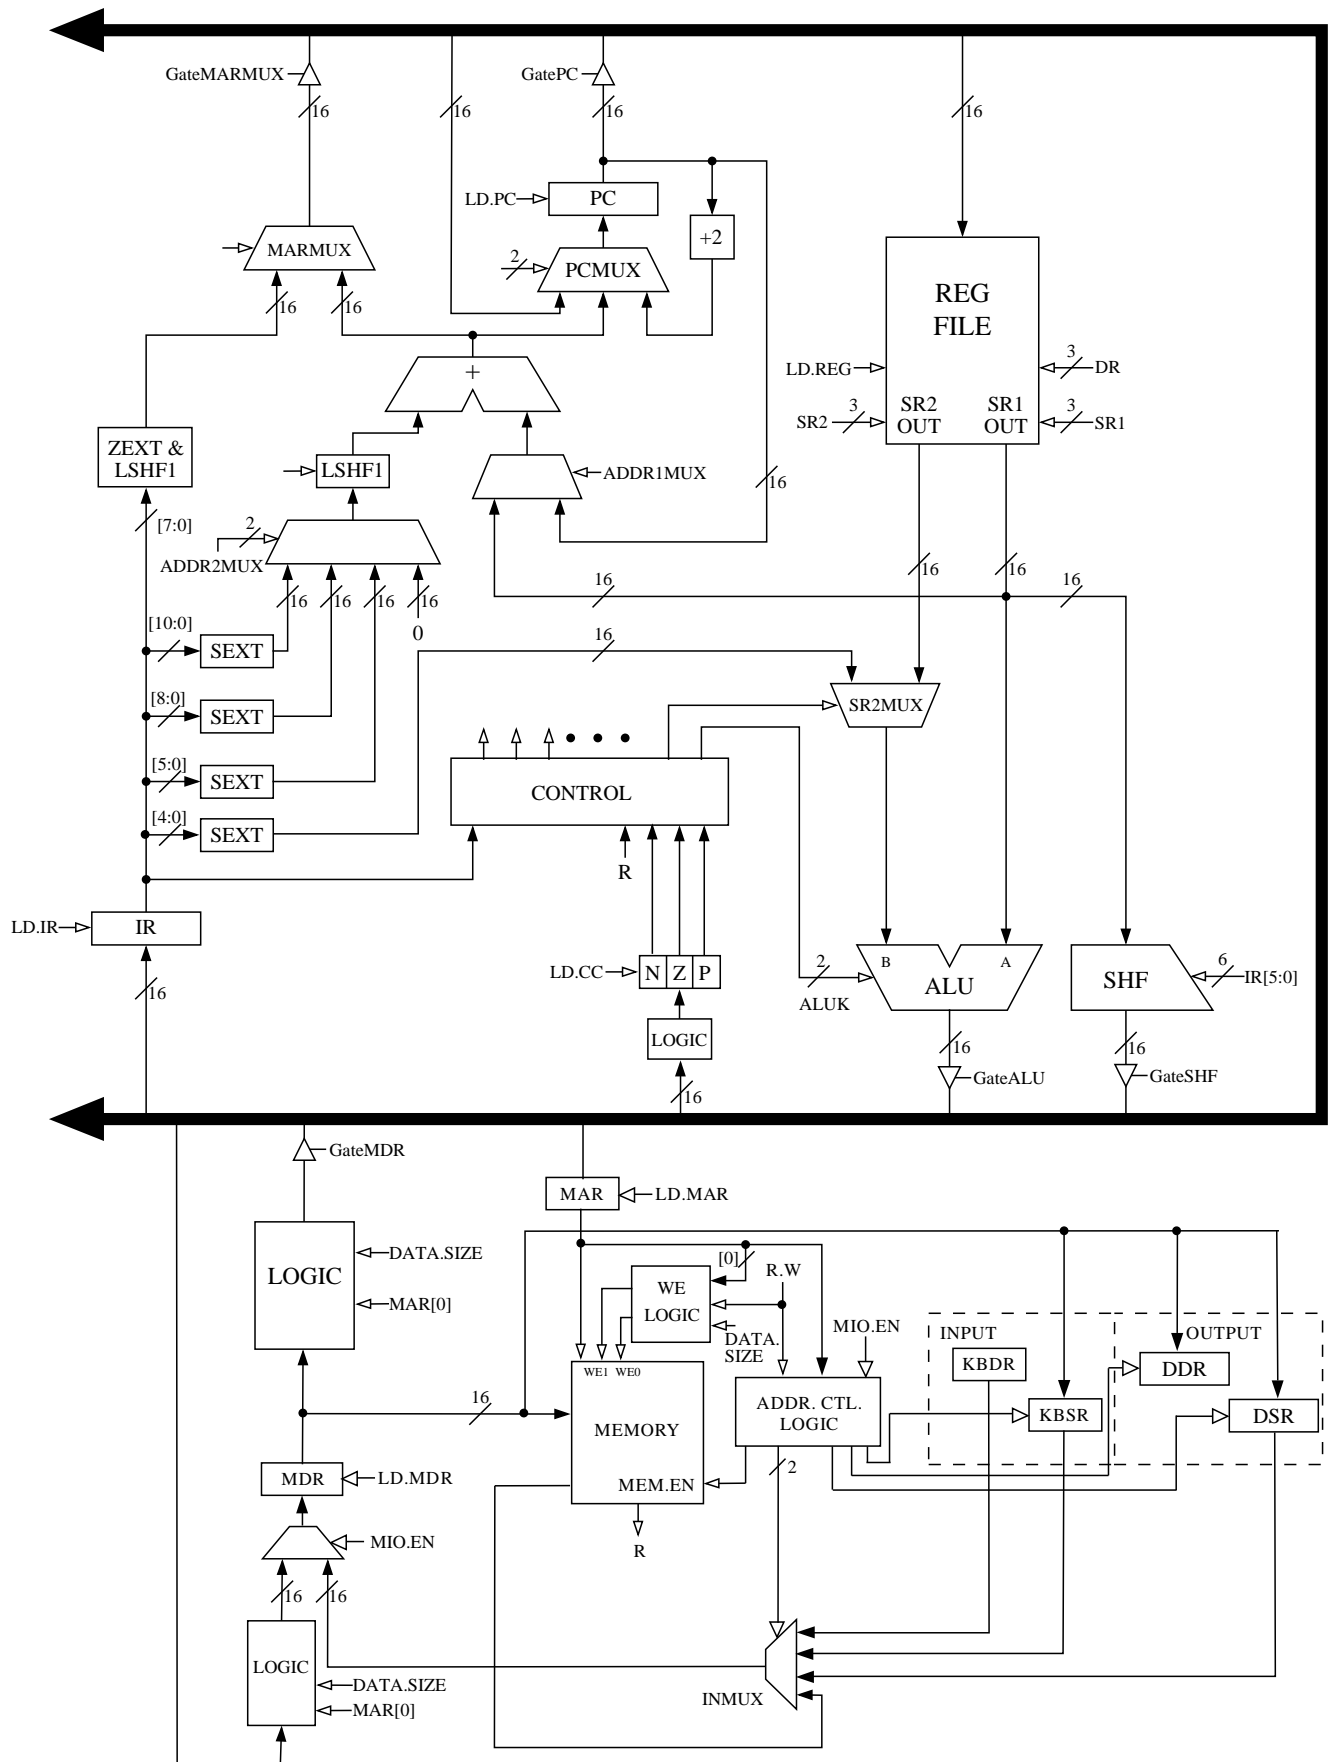 GateMARMUX
GatePC
16
16
16
16
LD.PC
PC
+2
MARMUX
2
PCMUX
16
16
REG
FILE
+
LD.REG
3
DR
SR2
3
SR2
OUT
SR1
OUT
3
SR1
ZEXT &
LSHF1
LSHF1
ADDR1MUX
16
[7:0]
2
ADDR2MUX
16
16
16
16
0
16
16
16
16
[10:0]
SEXT
16
[8:0]
SEXT
SR2MUX
[5:0]
SEXT
CONTROL
[4:0]
SEXT
R
LD.IR
IR
16
LD.CC
N
Z
P
2
ALUK
B
A
ALU
SHF
6
IR[5:0]
LOGIC
16
16
16
GateALU
GateSHF
GateMDR
MAR
LD.MAR
LOGIC
DATA.SIZE
MAR[0]
[0]
R.W
WE
LOGIC
DATA.
SIZE
MIO.EN
INPUT
OUTPUT
KBDR
DDR
WE1 WE0
16
MEMORY
ADDR. CTL.
LOGIC
KBSR
DSR
MDR
LD.MDR
MEM.EN
2
MIO.EN
R
16
16
LOGIC
DATA.SIZE
MAR[0]
INMUX